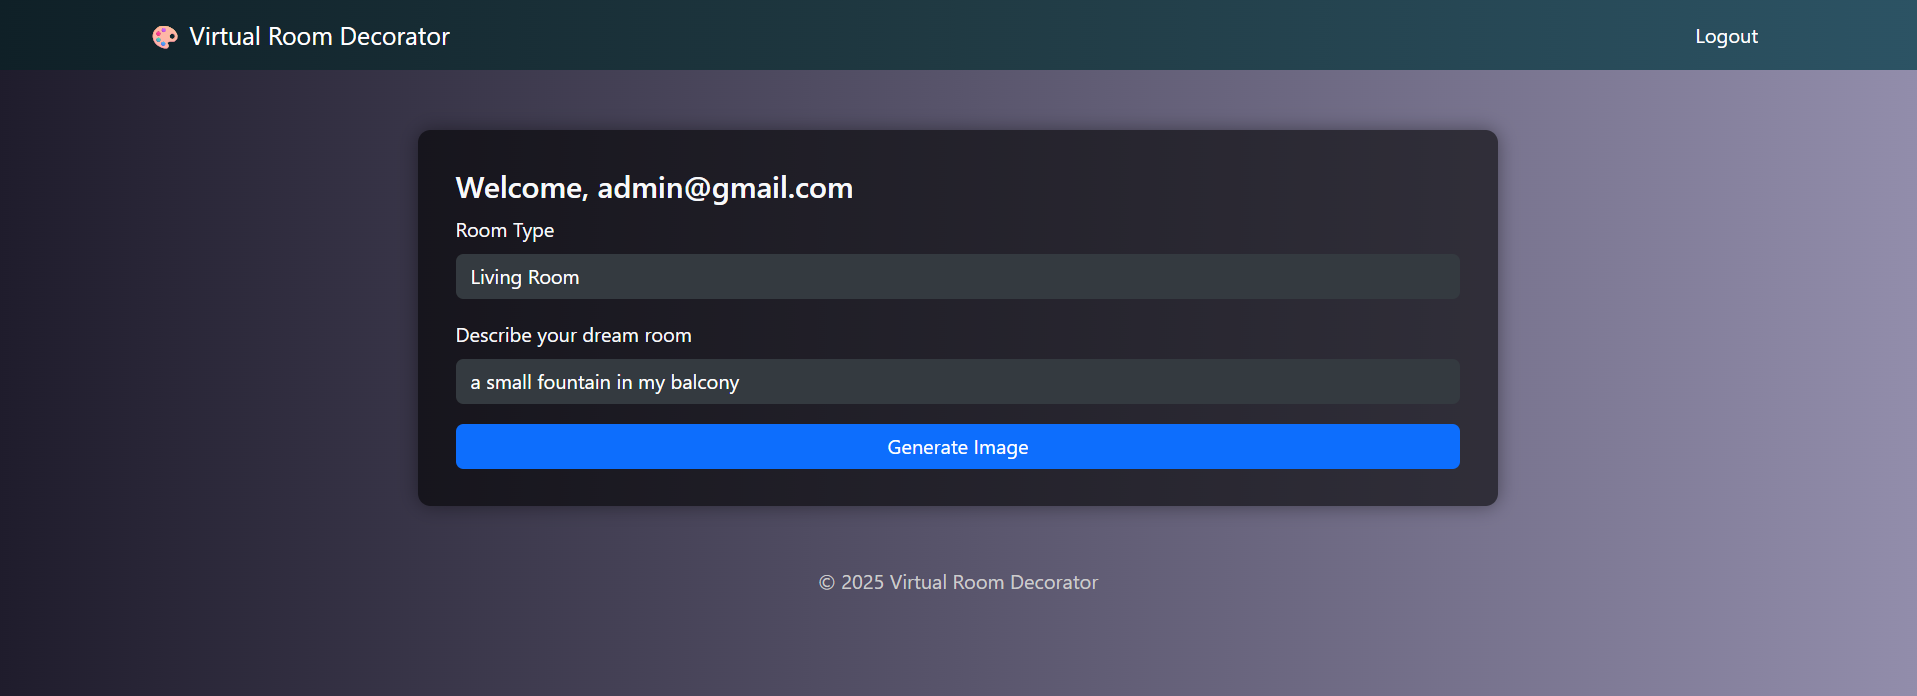 Virtual Room Decorator
Logout
Welcome, admin@gmail.com
Room Type
Living Room
Describe your dream room
a small fountain in my balcony
Generate Image
© 2025 Virtual Room Decorator